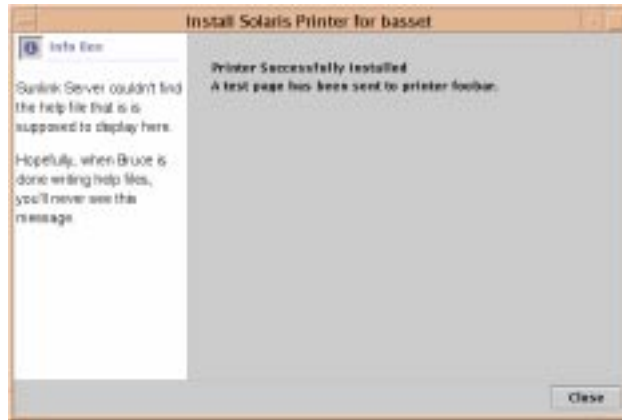 Install Solaris Printer for basset
Info Box
Sunlink Server couldn't find
the help file that is is
supposed to display here.
Hopefully, when Bruce is
done writing help files,
you'll never see this
message.
Printer Successfully Installed
A test page has been sent to printer foobar.
Close